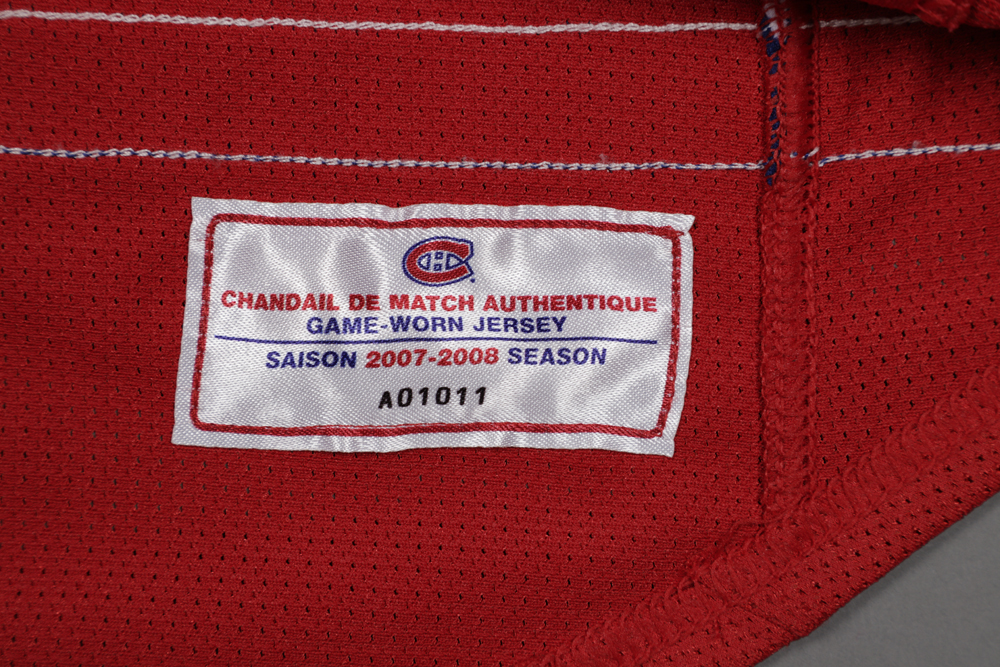 CHANDAIL DE MATCH AUTHENTIQUE
GAME-WORN JERSEY
SAISON 2007-2008 SEASON
A01011